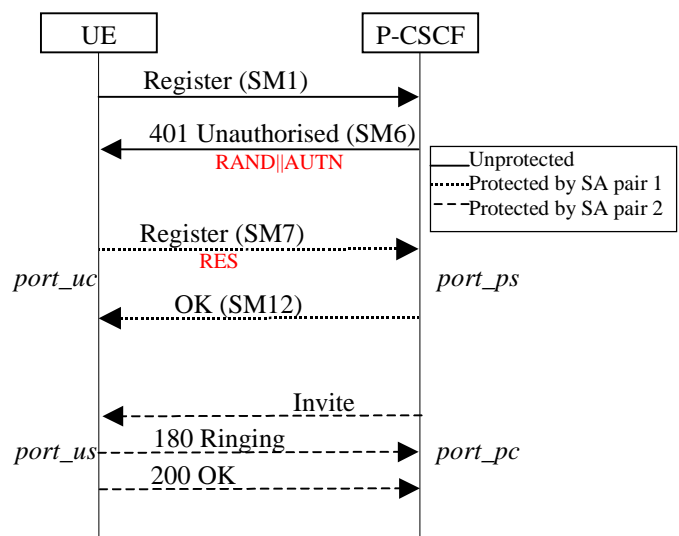 UE
P-CSCF
Register (SM1)
401 Unauthorised (SM6)
RAND||AUTN
Unprotected
Protected by SA pair 1
Protected by SA pair 2
Register (SM7)
RES
port_uc
port_ps
OK (SM12)
Invite
port_us
180 Ringing
port_pc
200 OK